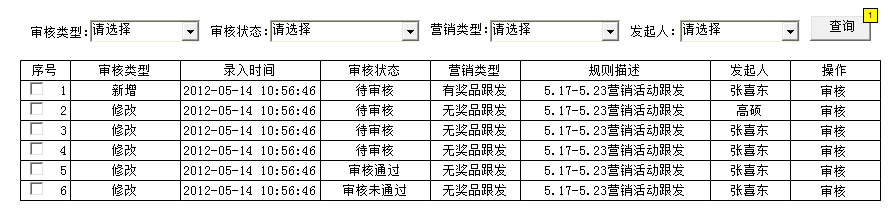 审核类型: 请选择 审核状态: 请选择 营销类型: 请选择 发起人: 请选择 查询 1
序号 审核类型 录入时间 审核状态 营销类型 规则描述 发起人 操作
1 新增 2012-05-14 10:56:46 待审核 有奖品跟发 5.17-5.23营销活动跟发 张喜东 审核
2 修改 2012-05-14 10:56:46 待审核 无奖品跟发 5.17-5.23营销活动跟发 高硕 审核
3 修改 2012-05-14 10:56:46 待审核 无奖品跟发 5.17-5.23营销活动跟发 张喜东 审核
4 修改 2012-05-14 10:56:46 待审核 无奖品跟发 5.17-5.23营销活动跟发 张喜东 审核
5 修改 2012-05-14 10:56:46 审核通过 无奖品跟发 5.17-5.23营销活动跟发 张喜东 审核
6 修改 2012-05-14 10:56:46 审核未通过 无奖品跟发 5.17-5.23营销活动跟发 张喜东 审核